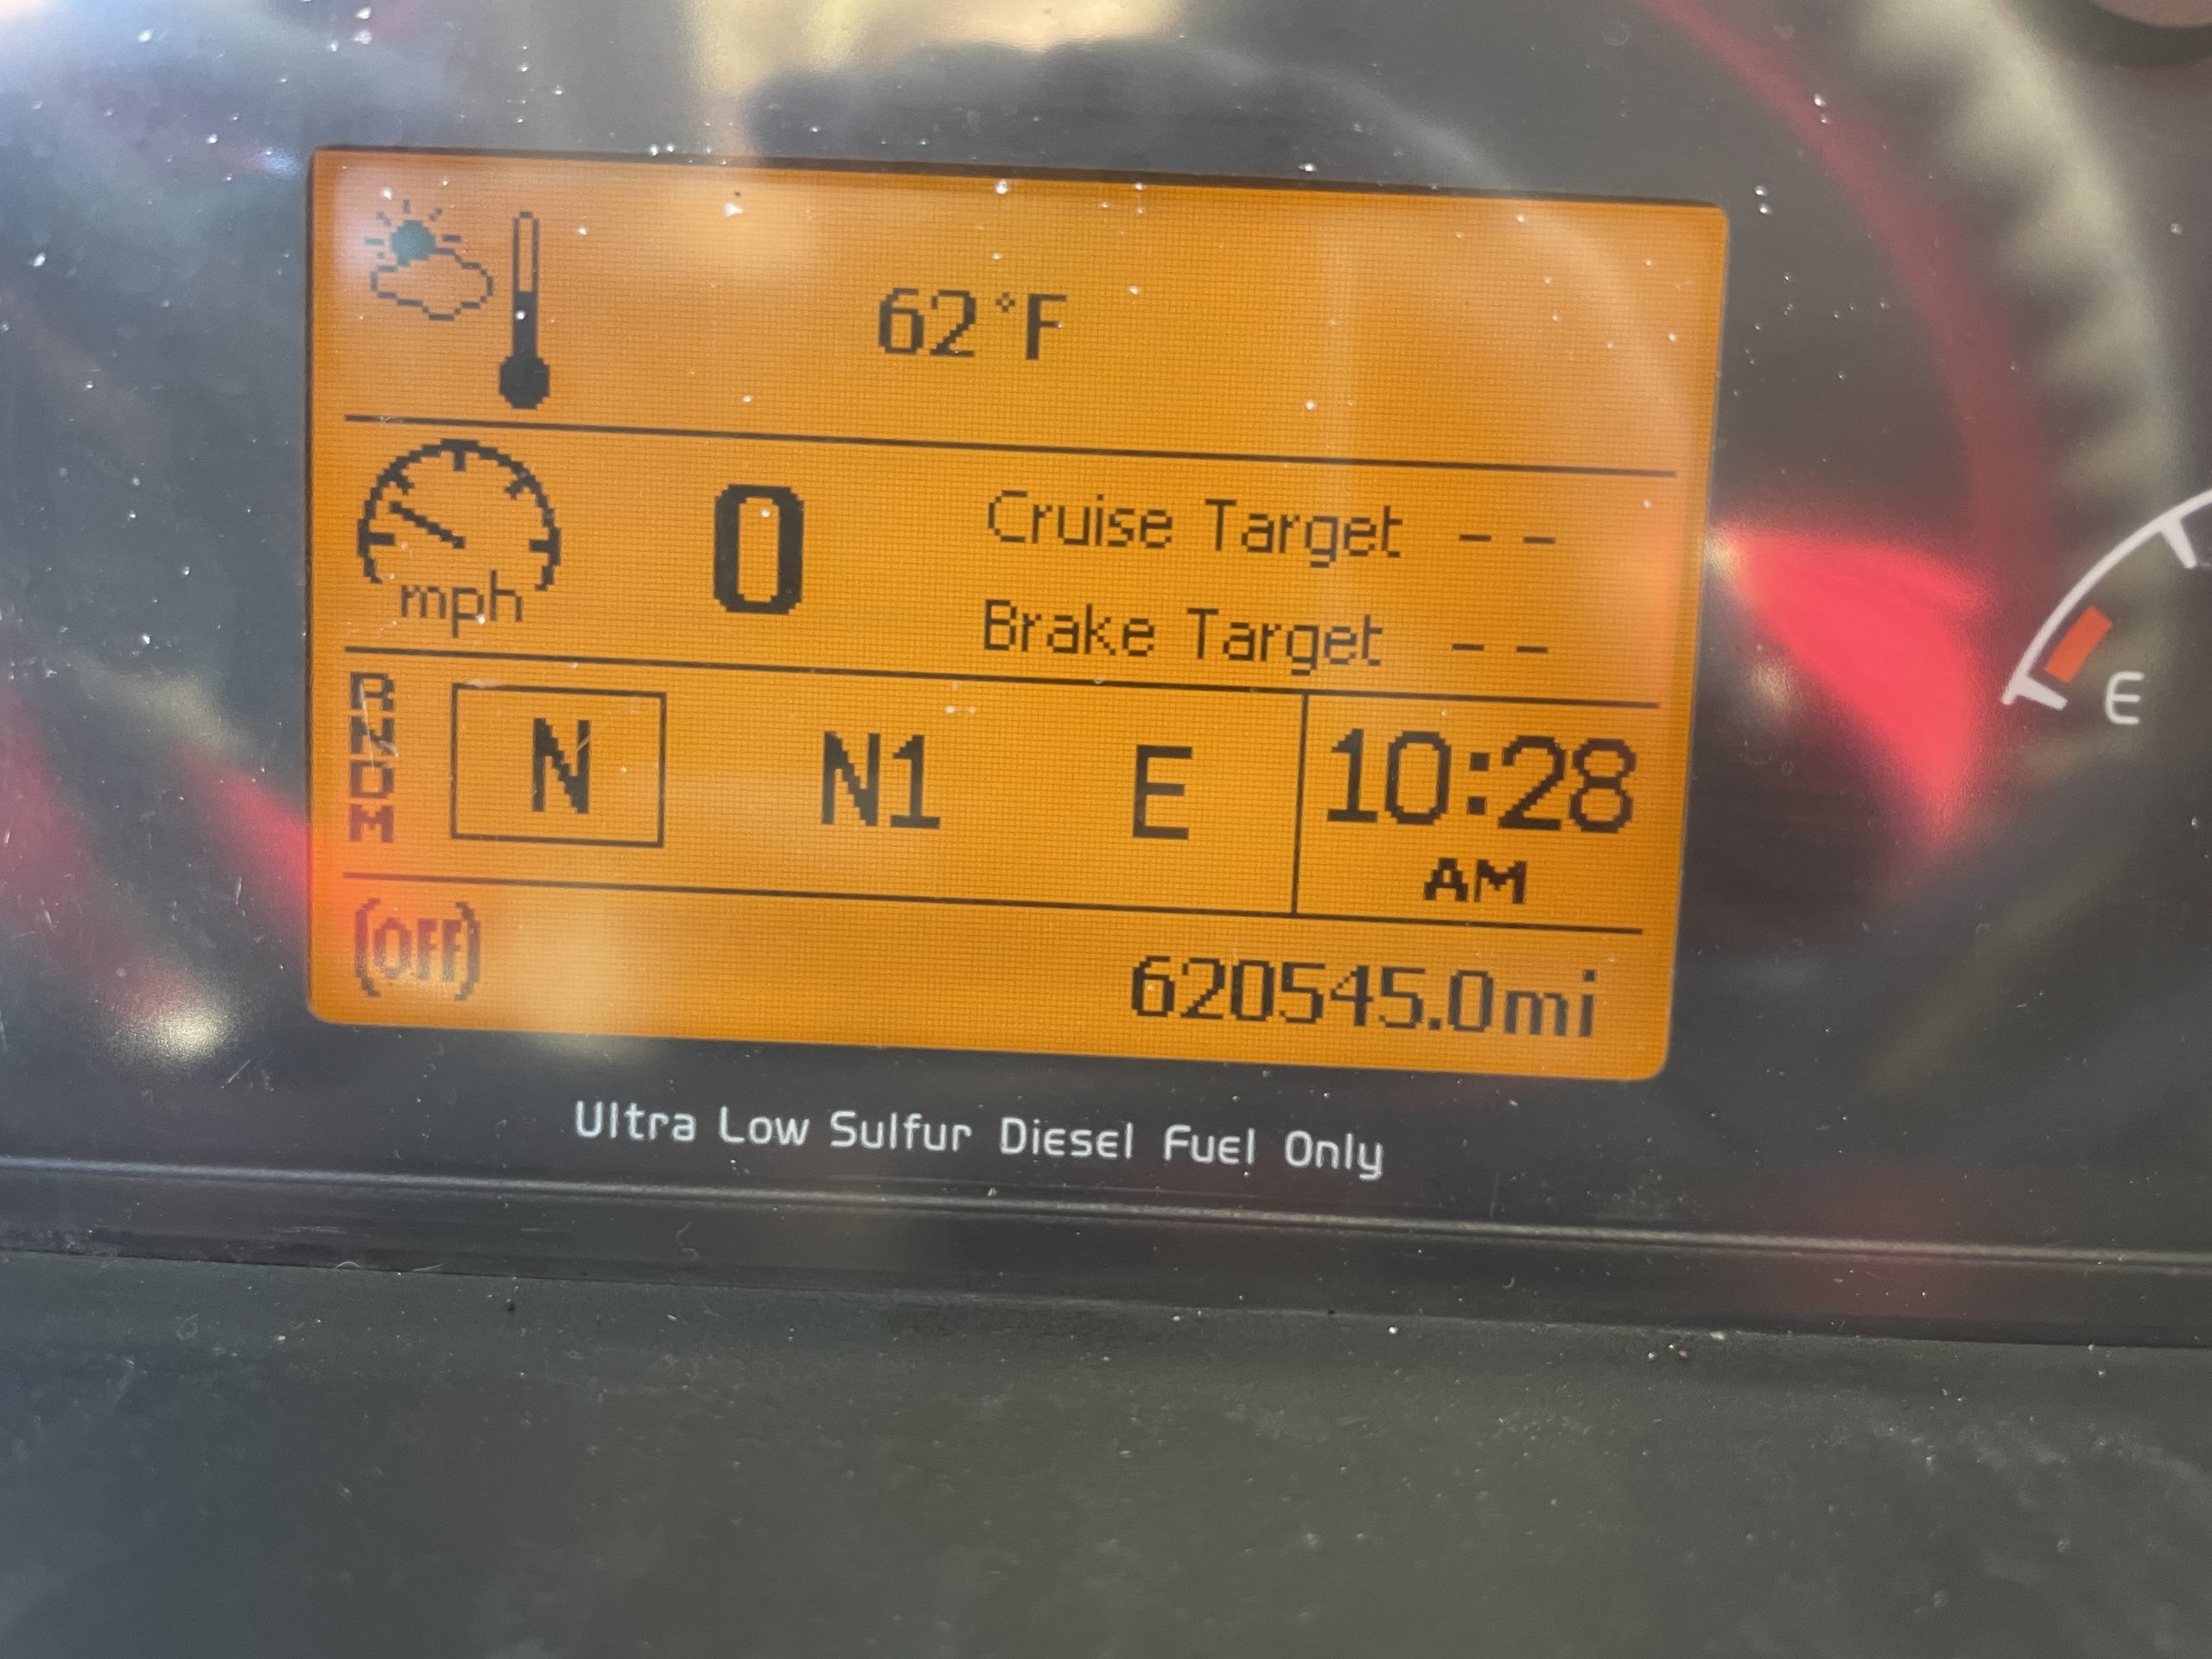 62°F
0 Cruise Target --
mph Brake Target --
R
N
D
M
N N1 E 10:28
AM
(OFF) 620545.0mi
E
Ultra Low Sulfur Diesel Fuel Only